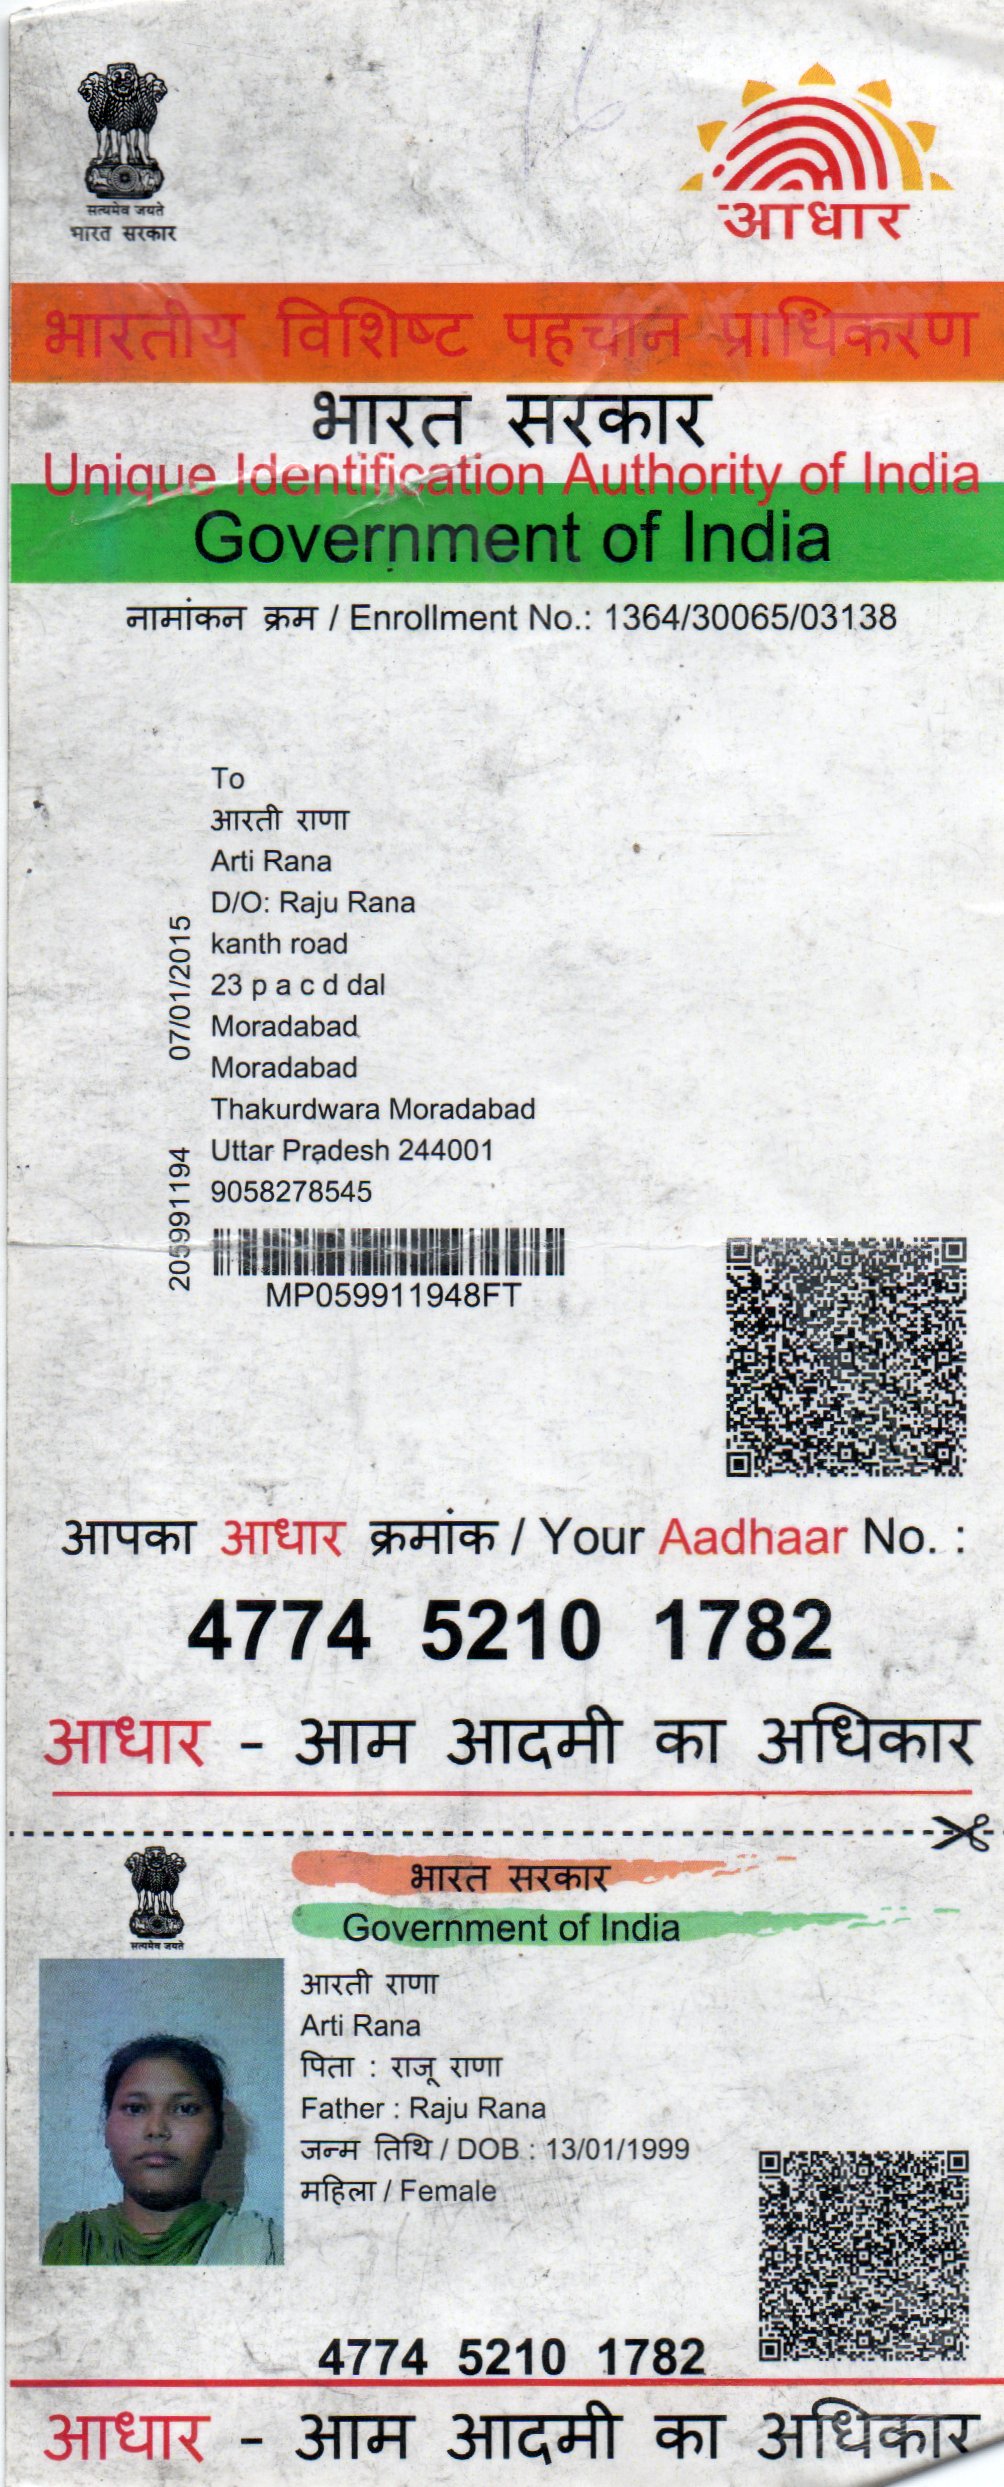 सत्यमेव जयते
भारत सरकार
आधार
भारतीय विशिष्ट पहचान प्राधिकरण
भारत सरकार
Unique Identification Authority of India
Government of India
नामांकन क्रम / Enrollment No.: 1364/30065/03138
To
आरती राणा
Arti Rana
D/O: Raju Rana
kanth road
23 p a c d dal
Moradabad
Moradabad
Thakurdwara Moradabad
Uttar Pradesh 244001
9058278545
205991194 07/01/2015
MP059911948FT
आपका आधार क्रमांक / Your Aadhaar No. :
4774 5210 1782
आधार - आम आदमी का अधिकार
सत्यमेव जयते
भारत सरकार
Government of India
आरती राणा
Arti Rana
पिता : राजू राणा
Father : Raju Rana
जन्म तिथि / DOB : 13/01/1999
महिला / Female
4774 5210 1782
आधार - आम आदमी का अधिकार